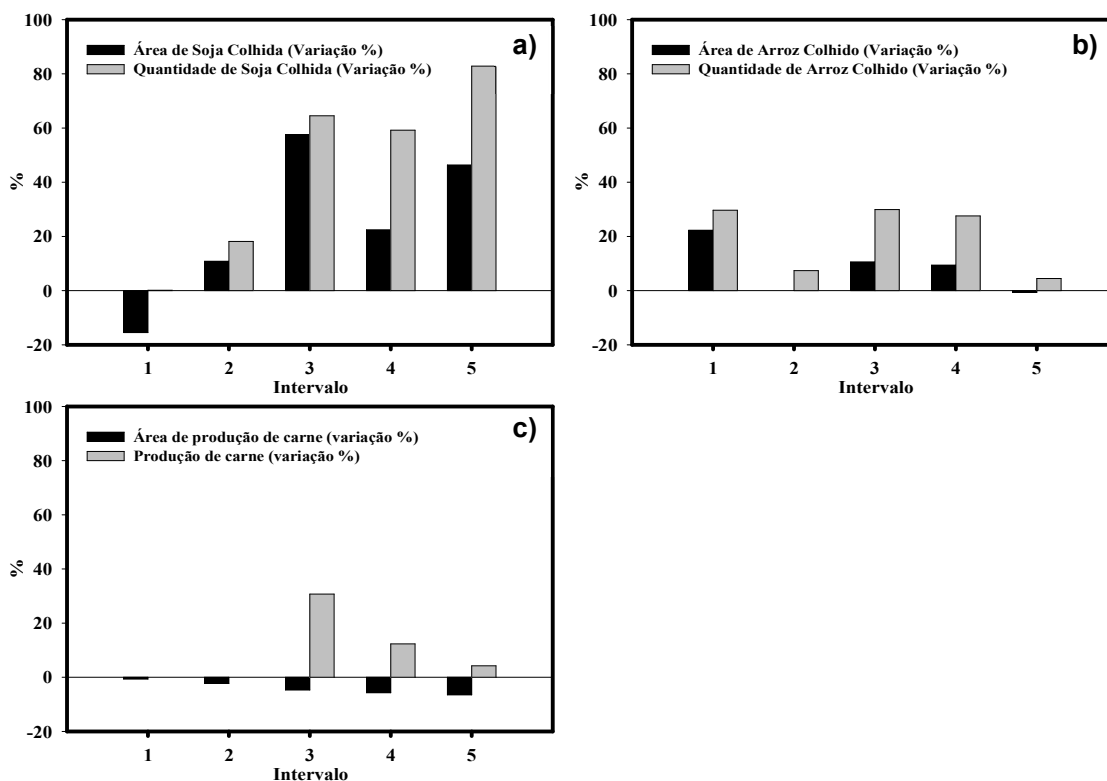 a)
Área de Soja Colhida (Variação %)
Quantidade de Soja Colhida (Variação %)
100
80
60
40
20
0
-20
%
1 2 3 4 5
Intervalo
b)
Área de Arroz Colhido (Variação %)
Quantidade de Arroz Colhido (Variação %)
100
80
60
40
20
0
-20
%
1 2 3 4 5
Intervalo
c)
Área de produção de carne (variação %)
Produção de carne (variação %)
100
80
60
40
20
0
-20
%
1 2 3 4 5
Intervalo